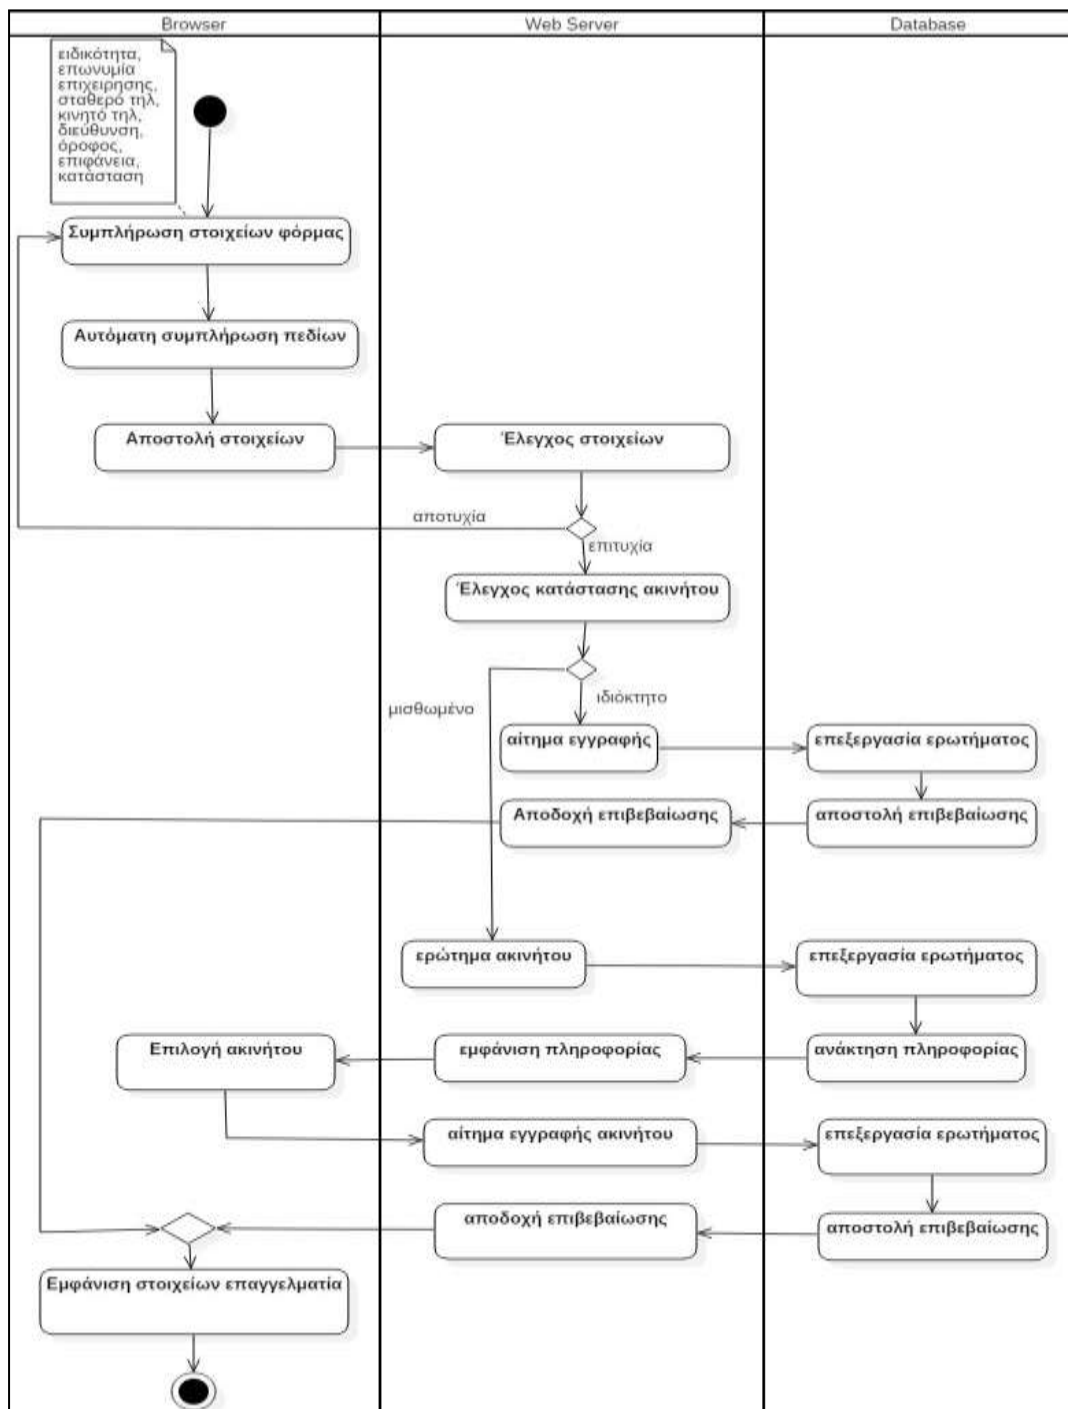 Browser
Web Server
Database
ειδικότητα,
επωνυμία
επιχειρησης,
σταθερό τηλ,
κινητό τηλ,
διεύθυνση,
όροφος,
επιφάνεια,
κατάσταση
Συμπλήρωση στοιχείων φόρμας
Αυτόματη συμπλήρωση πεδίων
Αποστολή στοιχείων
Έλεγχος στοιχείων
αποτυχία
επιτυχία
Έλεγχος κατάστασης ακινήτου
μισθωμένο
ιδιόκτητο
αίτημα εγγραφής
επεξεργασία ερωτήματος
Αποδοχή επιβεβαίωσης
αποστολή επιβεβαίωσης
ερώτημα ακινήτου
επεξεργασία ερωτήματος
Επιλογή ακινήτου
εμφάνιση πληροφορίας
ανάκτηση πληροφορίας
αίτημα εγγραφής ακινήτου
επεξεργασία ερωτήματος
αποδοχή επιβεβαίωσης
αποστολή επιβεβαίωσης
Εμφάνιση στοιχείων επαγγελματία